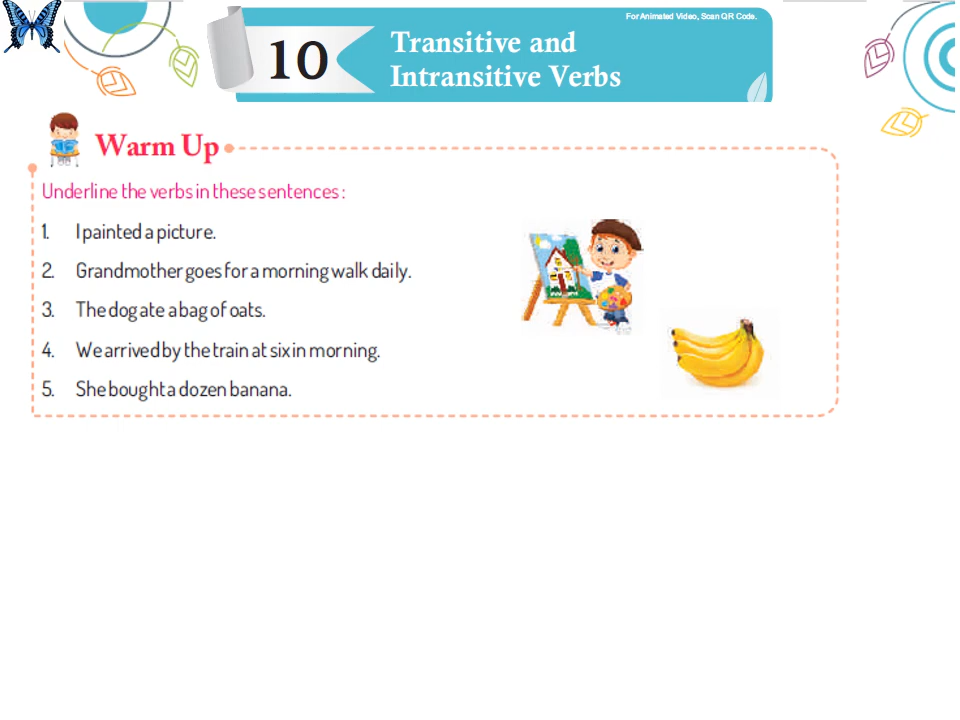 For Animated Video, Scan QR Code.
10
Transitive and
Intransitive Verbs
Warm Up
Underline the verbs in these sentences :
1. I painted a picture.
2. Grandmother goes for a morning walk daily.
3. The dog ate a bag of oats.
4. We arrived by the train at six in morning.
5. She bought a dozen banana.